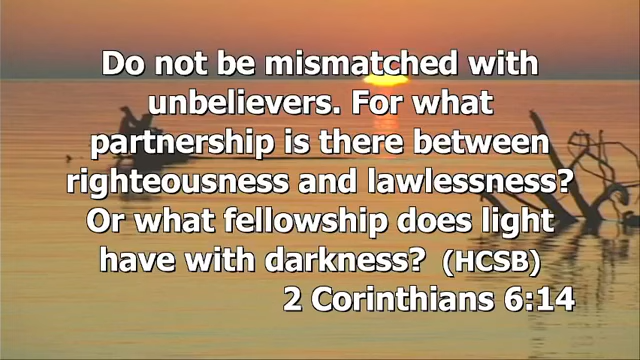 Do not be mismatched with
unbelievers. For what
partnership is there between
righteousness and lawlessness?
Or what fellowship does light
have with darkness? (HCSB)
2 Corinthians 6:14